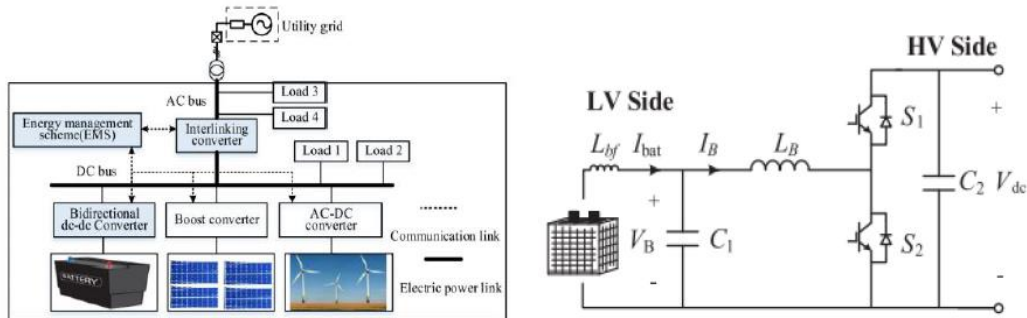 Utility grid
AC bus
Load 3
Load 4
Energy management
scheme(EMS)
Interlinking
converter
Load 1
Load 2
DC bus
Bidirectional
dc-dc Converter
Boost converter
AC-DC
converter
Communication link
BATTERY
Electric power link
HV Side
LV Side
L_bf
I_bat
I_B
L_B
S_1
+
+
V_B
C_1
C_2
V_dc
S_2
-
-